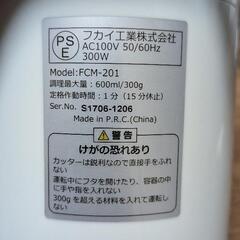 PS
E
フカイ工業株式会社
AC100V 50/60Hz
300W
Model:FCM-201
調理最大量:600ml/300g
定格作動時間:1分(15分休止)
Ser.No. S1706-1206
Made in P.R.C.(China)
警告
けがの恐れあり
カッターは鋭利なので直接手をふれ
ない
運転中にフタを開けたり、容器の中
に手や指を入れない
300gを超える材料を入れて運転し
ない